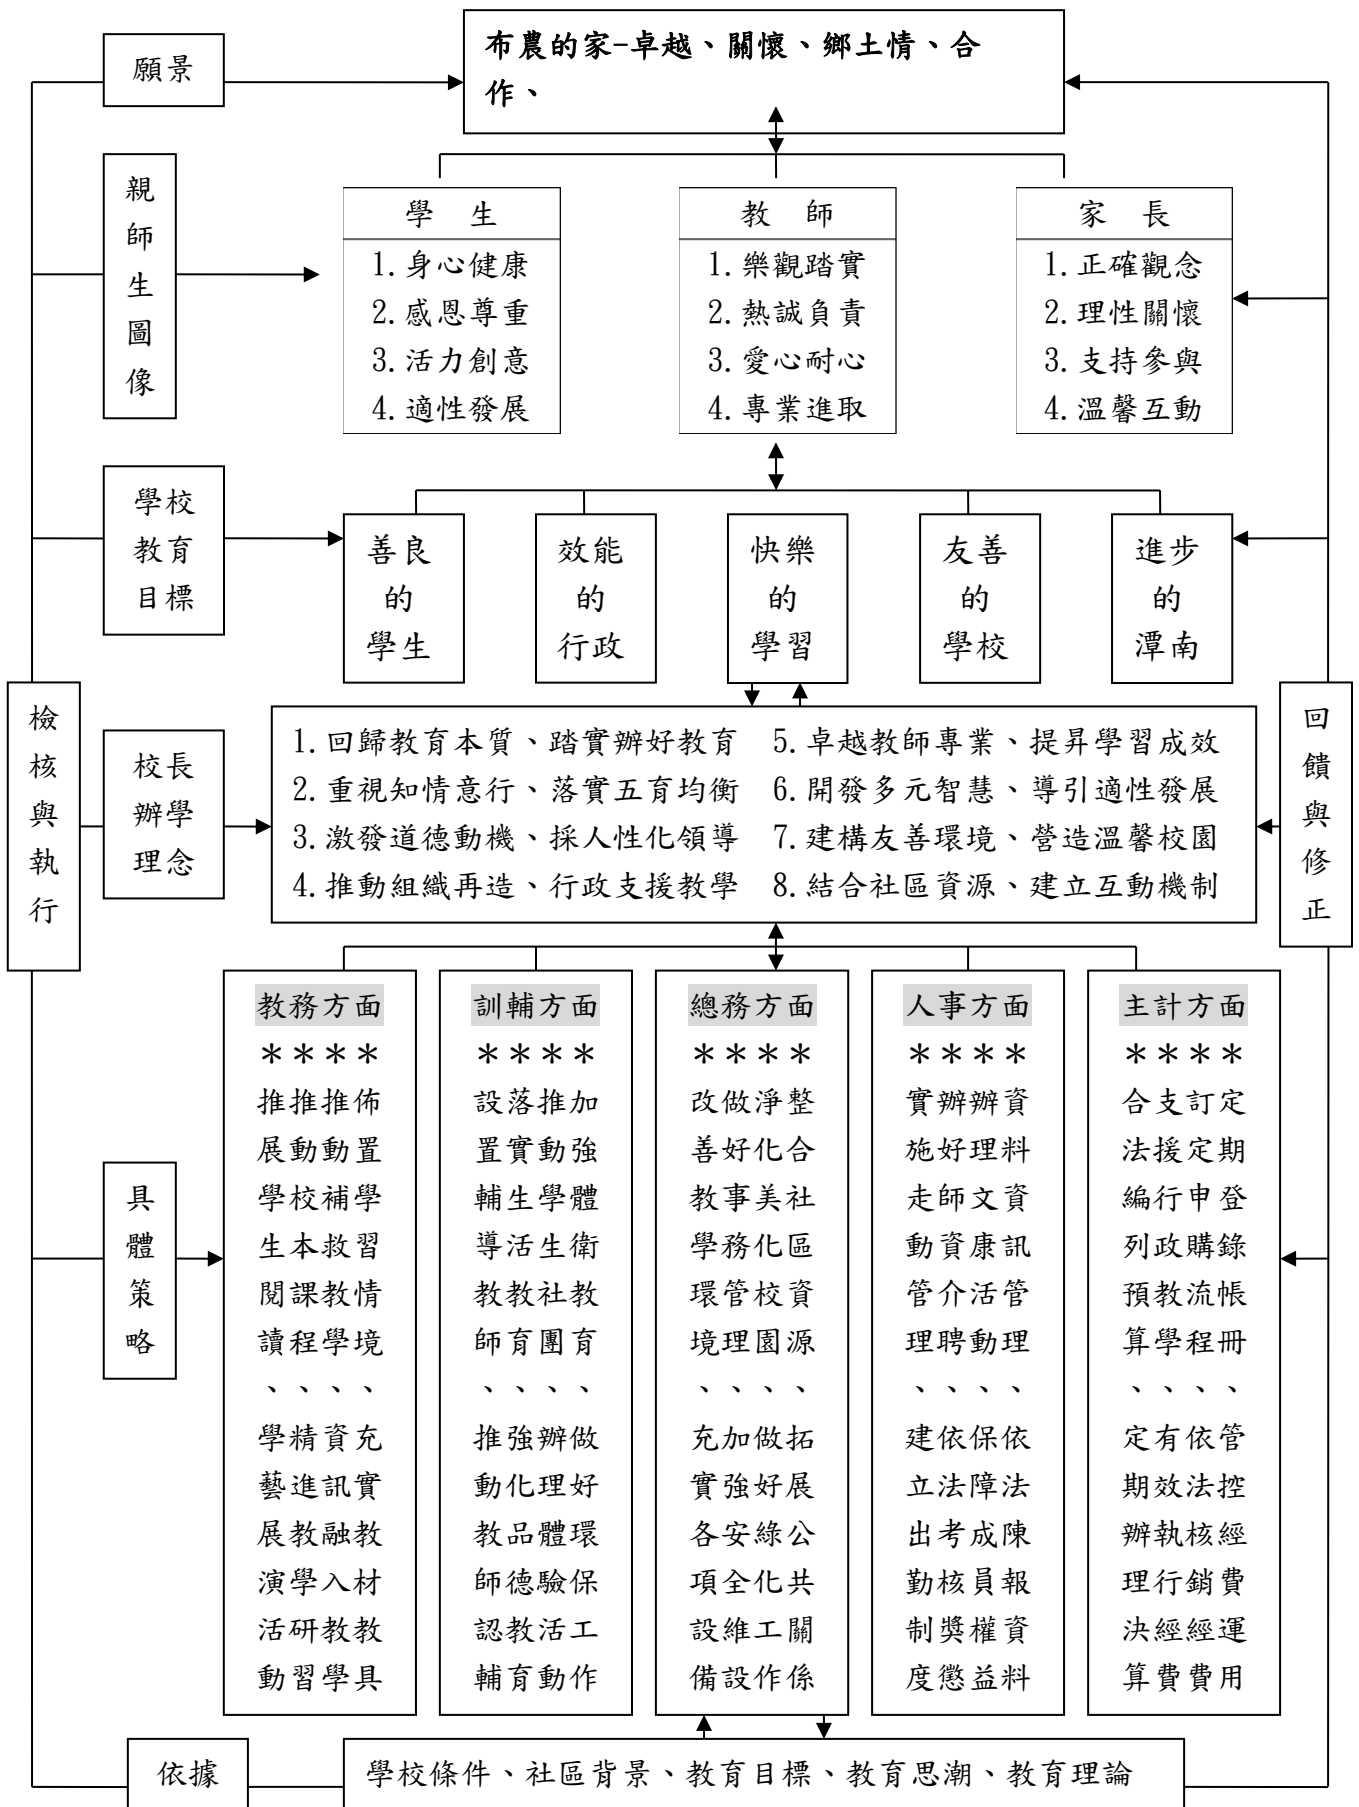 願景
布農的家-卓越、關懷、鄉土情、合
作、
親師生圖像
學 生
1.身心健康
2.感恩尊重
3.活力創意
4.適性發展
教 師
1.樂觀踏實
2.熱誠負責
3.愛心耐心
4.專業進取
家 長
1.正確觀念
2.理性關懷
3.支持參與
4.溫馨互動
學校
教育
目標
善良
的
學生
效能
的
行政
快樂
的
學習
友善
的
學校
進步
的
潭南
檢核與執行
校長
辦學
理念
1.回歸教育本質、踏實辦好教育
2.重視知情意行、落實五育均衡
3.激發道德動機、採人性化領導
4.推動組織再造、行政支援教學
5.卓越教師專業、提昇學習成效
6.開發多元智慧、導引適性發展
7.建構友善環境、營造溫馨校園
8.結合社區資源、建立互動機制
回饋與修正
具體策略
教務方面
*推展學生閱讀、學藝展演活動
*推動校本課程、精進教學研習
*推動補救教學、資訊融入教學
*佈置學習情境、充實教材教具
訓輔方面
*設置輔導教師、推動教師認輔
*落實生活教育、強化品德教育
*推動學生社團、辦理體驗活動
*加強體衛教育、做好環保工作
總務方面
*改善教學環境、充實各項設備
*做好事務管理、加強安全維設
*淨化美化校園、做好綠化工作
*整合社區資源、拓展公共關係
人事方面
*實施走動管理、建立出勤制度
*辦好師資介聘、依法考核獎懲
*辦理文康活動、保障成員權益
*資料資訊管理、依法陳報資料
主計方面
*合法編列預算、定期辦理決算
*支援行政教學、有效執行經費
*訂定申購流程、依法核銷經費
*定期登錄帳冊、管控經費運用
依據
學校條件、社區背景、教育目標、教育思潮、教育理論